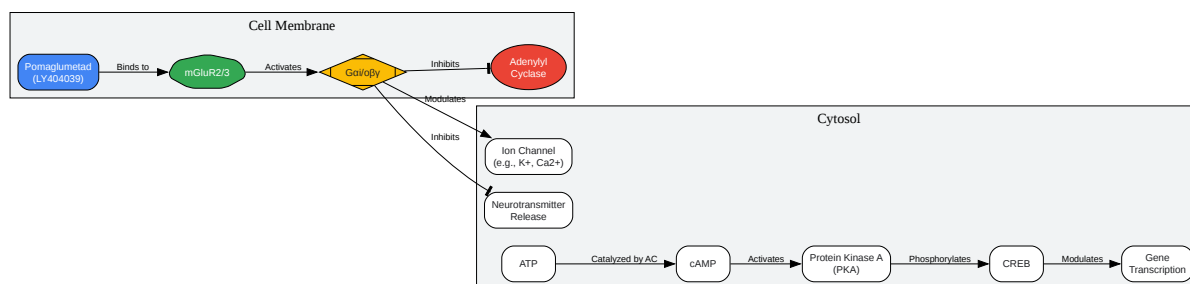 Cell Membrane
Pomaglumetad
(LY404039)
Binds to
mGluR2/3
Activates
Gαi/oβγ
Inhibits
Adenylyl
Cyclase
Modulates
Inhibits
Cytosol
Ion Channel
(e.g., K+, Ca2+)
Neurotransmitter
Release
ATP
Catalyzed by AC
cAMP
Activates
Protein Kinase A
(PKA)
Phosphorylates
CREB
Modulates
Gene
Transcription